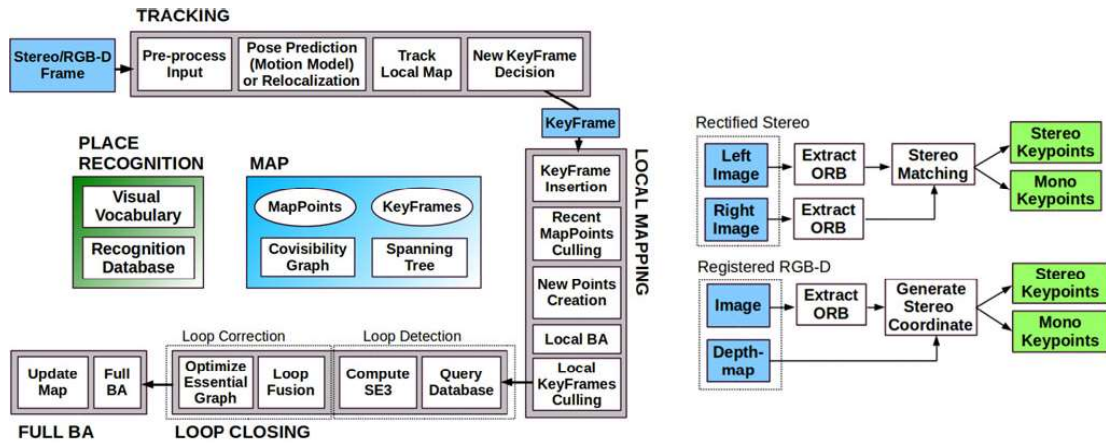 TRACKING
Stereo/RGB-D
Frame
Pre-process
Input
Pose Prediction
(Motion Model)
or Relocalization
Track
Local Map
New KeyFrame
Decision
KeyFrame
PLACE
RECOGNITION
Visual
Vocabulary
Recognition
Database
MAP
MapPoints
KeyFrames
Covisibility
Graph
Spanning
Tree
LOCAL MAPPING
KeyFrame
Insertion
Recent
MapPoints
Culling
New Points
Creation
Local BA
Local
KeyFrames
Culling
Loop Correction
Loop Detection
Update
Map
Full
BA
Optimize
Essential
Graph
Loop
Fusion
Compute
SE3
Query
Database
FULL BA
LOOP CLOSING
Rectified Stereo
Left
Image
Extract
ORB
Stereo
Matching
Stereo
Keypoints
Mono
Keypoints
Right
Image
Extract
ORB
Registered RGB-D
Image
Extract
ORB
Generate
Stereo
Coordinate
Stereo
Keypoints
Mono
Keypoints
Depth-
map